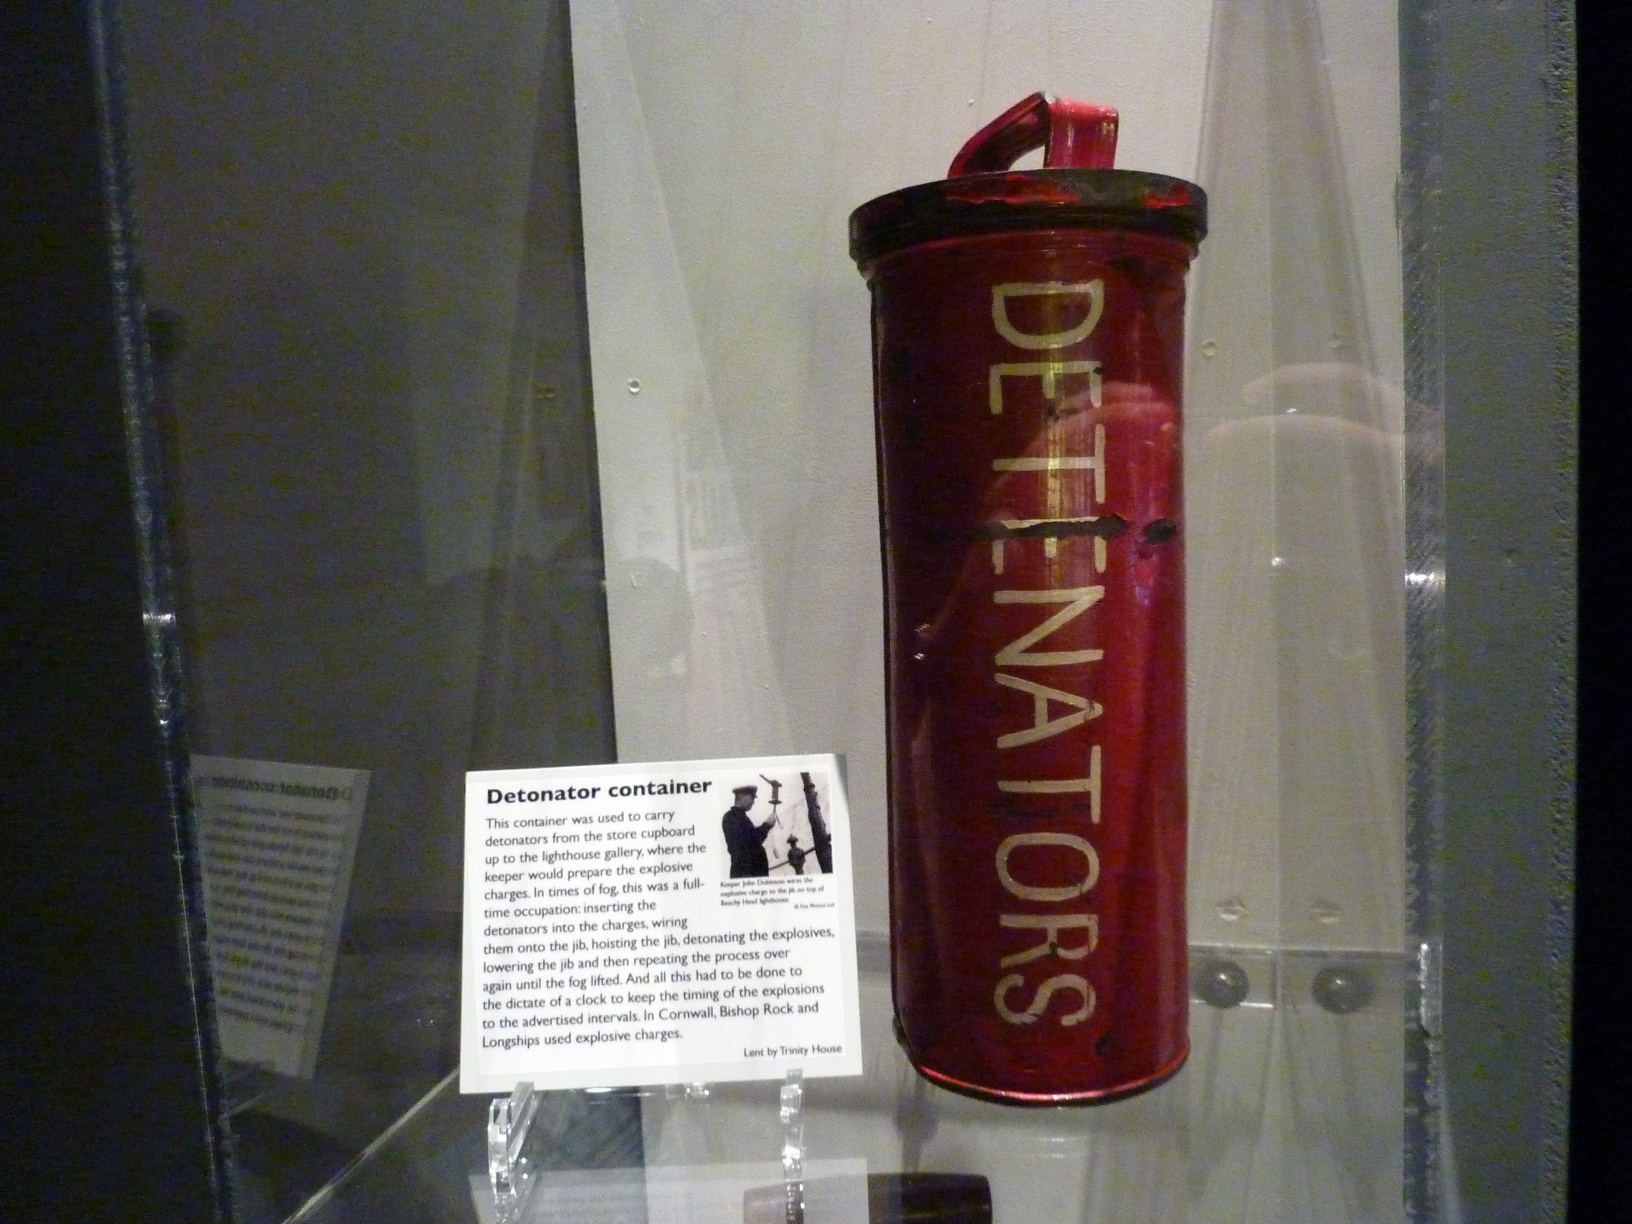 DETENATORS
Detonator container
This container was used to carry
detonators from the store cupboard
up to the lighthouse gallery, where the
keeper would prepare the explosive
charges. In times of fog, this was a full-
time occupation: inserting the
detonators into the charges, wiring
them onto the jib, hoisting the jib, detonating the explosives,
lowering the jib and then repeating the process over
again until the fog lifted. And all this had to be done to
the dictate of a clock to keep the timing of the explosions
to the advertised intervals. In Cornwall, Bishop Rock and
Longships used explosive charges.
Lent by Trinity House
Keeper John Dobinson wires the
explosive charge to the jib on top of
Beachy Head lighthouse.
© Fox Photos Ltd